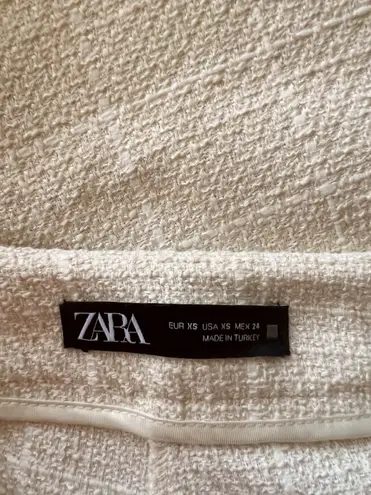 ZARA
EUR XS USA XS MEX 24
MADE IN TURKEY